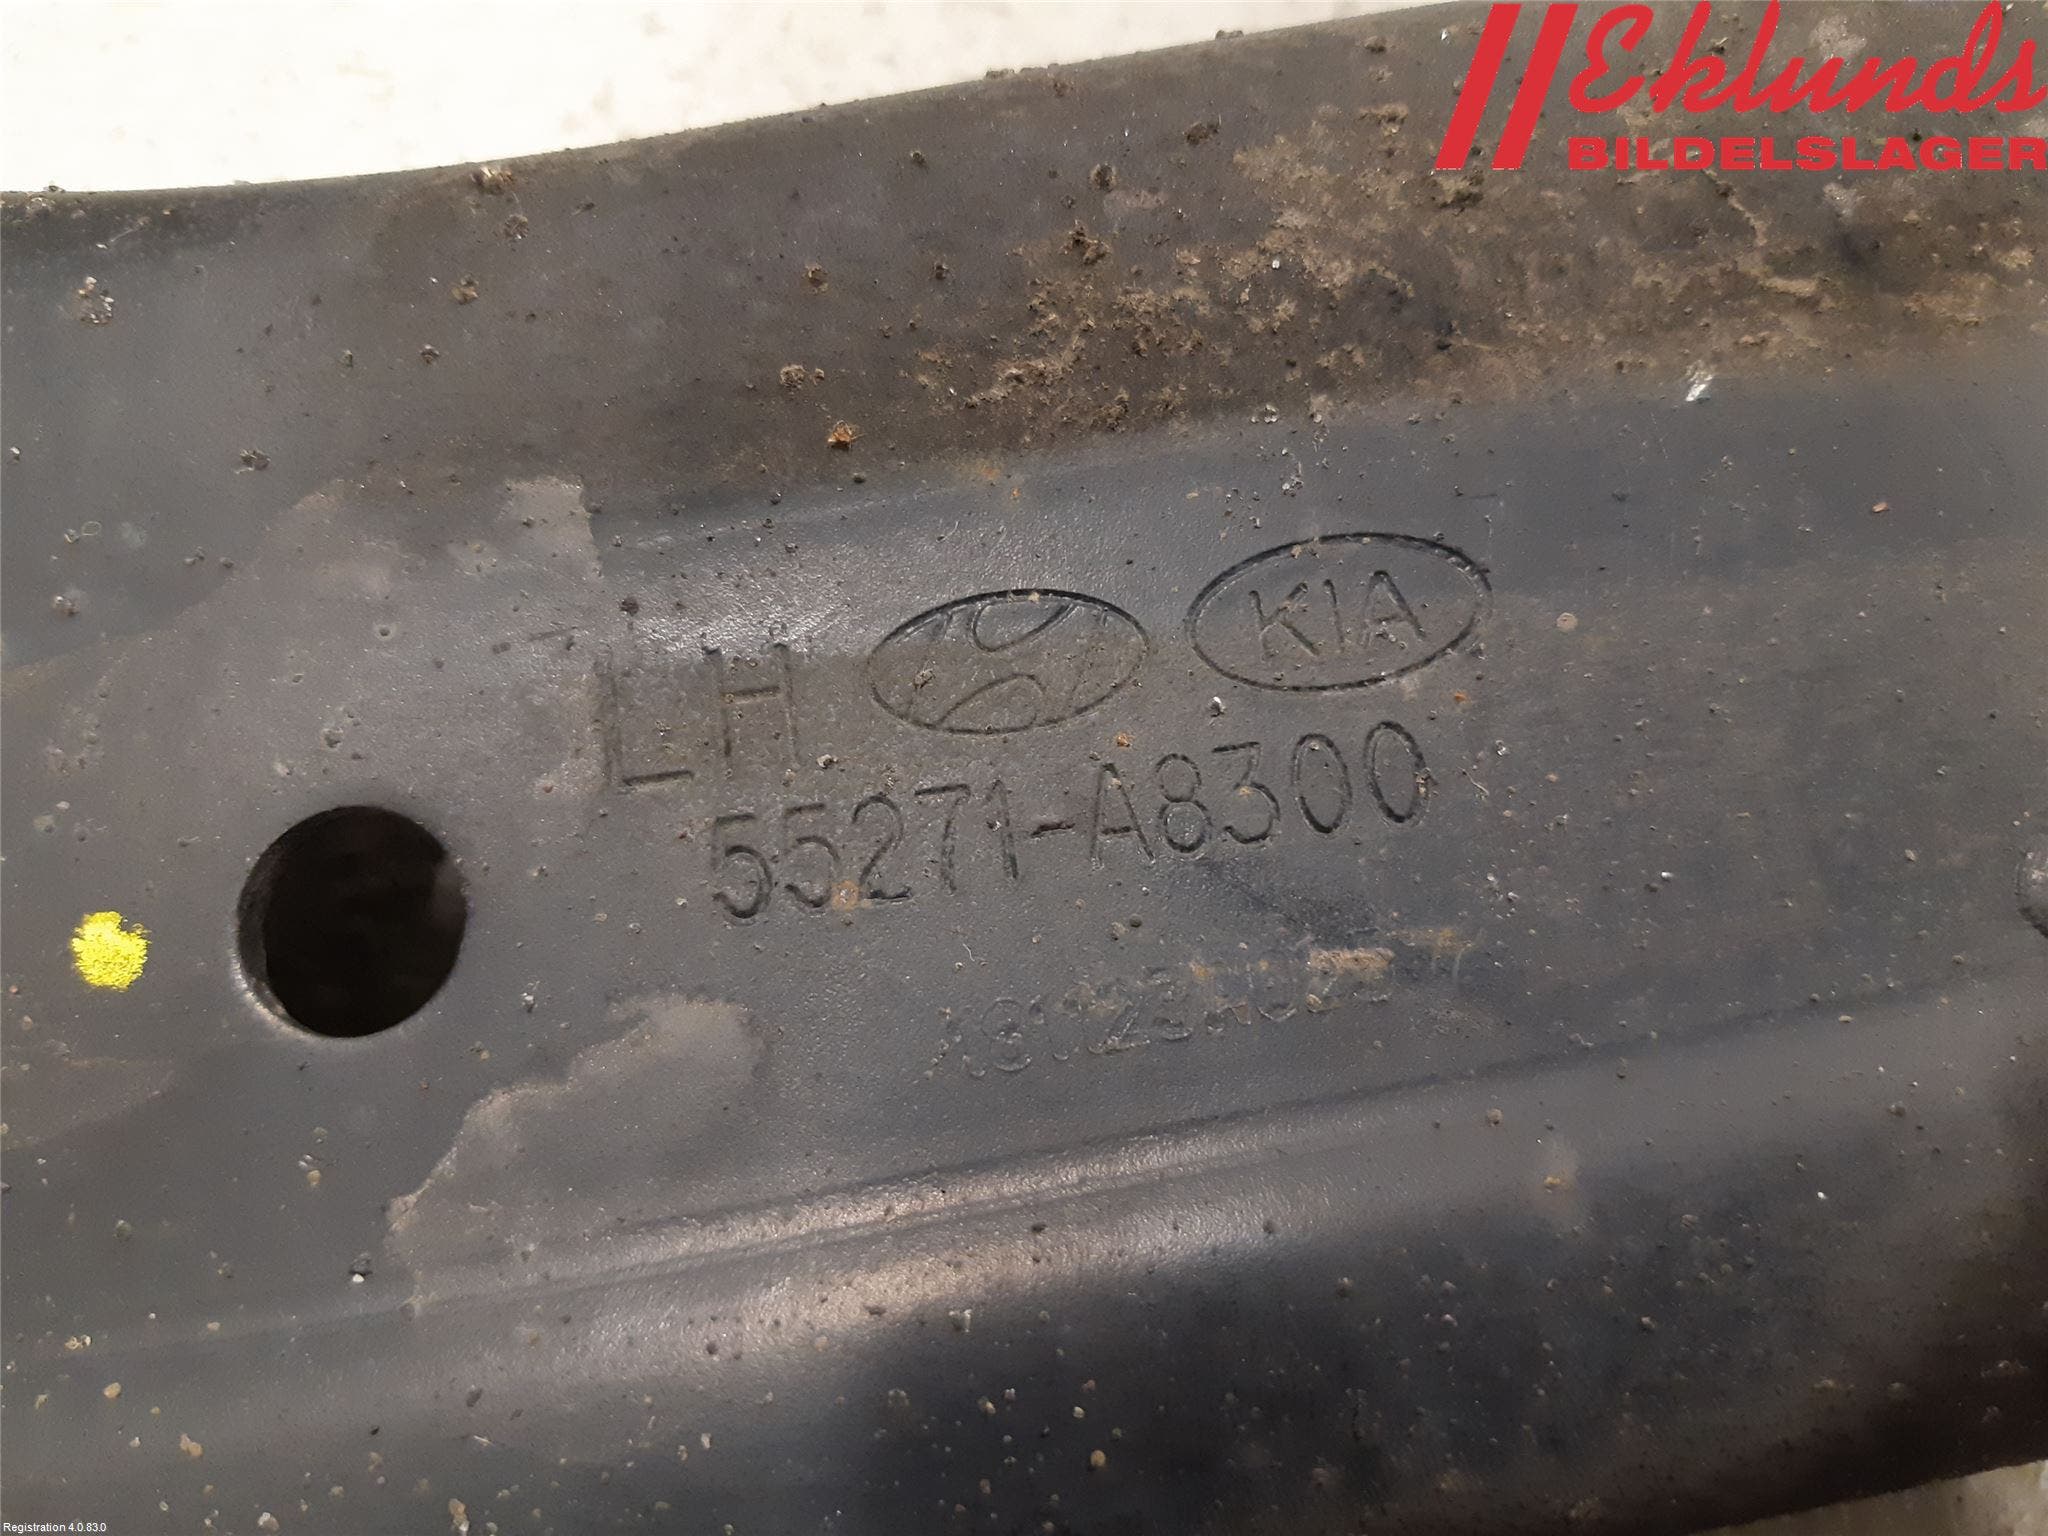 Eklunds
BILDELSLAGER
LH KIA
55271-A8300
Registration 4.0.83.0